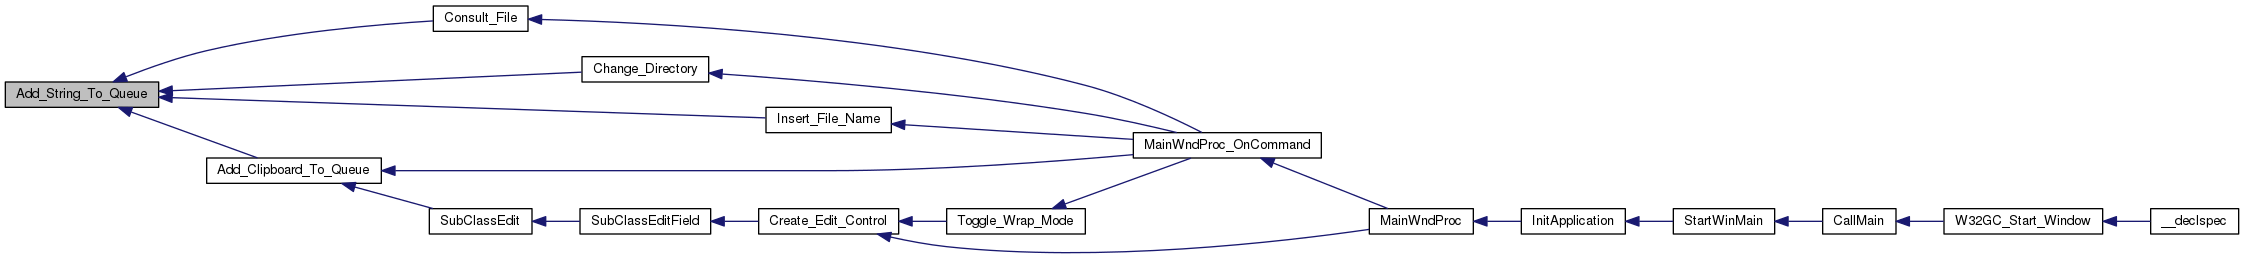 Consult_File
Change_Directory
Add_String_To_Queue
Insert_File_Name
MainWndProc_OnCommand
Add_Clipboard_To_Queue
SubClassEdit
SubClassEditField
Create_Edit_Control
Toggle_Wrap_Mode
MainWndProc
InitApplication
StartWinMain
CallMain
W32GC_Start_Window
__declspec